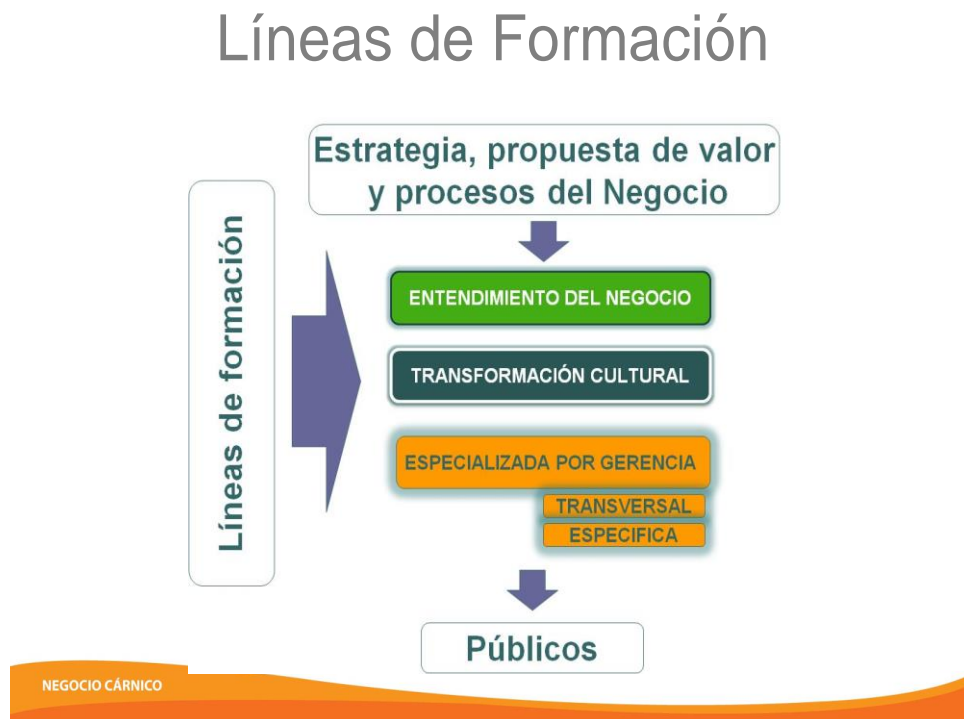 Líneas de Formación
Estrategia, propuesta de valor
y procesos del Negocio
Líneas de formación
ENTENDIMIENTO DEL NEGOCIO
TRANSFORMACIÓN CULTURAL
ESPECIALIZADA POR GERENCIA
TRANSVERSAL
ESPECIFICA
Públicos
NEGOCIO CÁRNICO